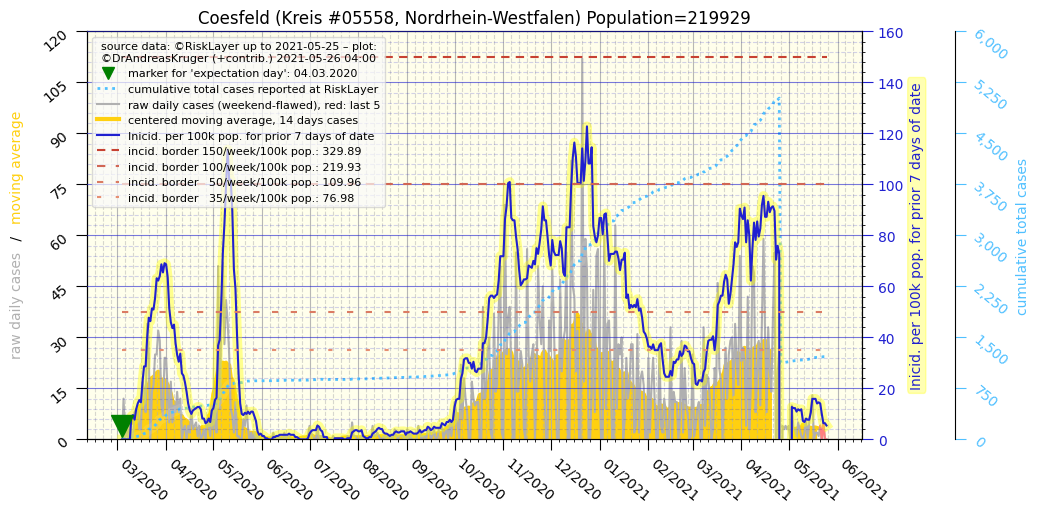 Coesfeld (Kreis #05558, Nordrhein-Westfalen) Population=219929
source data: ©RiskLayer up to 2021-05-25 – plot:
©DrAndreasKruger (+contrib.) 2021-05-26 04:00
marker for 'expectation day': 04.03.2020
cumulative total cases reported at RiskLayer
raw daily cases (weekend-flawed), red: last 5
centered moving average, 14 days cases
Inicid. per 100k pop. for prior 7 days of date
incid. border 150/week/100k pop.: 329.89
incid. border 100/week/100k pop.: 219.93
incid. border 50/week/100k pop.: 109.96
incid. border 35/week/100k pop.: 76.98
raw daily cases / moving average
120
105
90
75
60
45
30
15
0
160
140
120
100
80
60
40
20
0
Inicid. per 100k pop. for prior 7 days of date
6,000
5,250
4,500
3,750
3,000
2,250
1,500
750
0
cumulative total cases
03/2020
04/2020
05/2020
06/2020
07/2020
08/2020
09/2020
10/2020
11/2020
12/2020
01/2021
02/2021
03/2021
04/2021
05/2021
06/2021